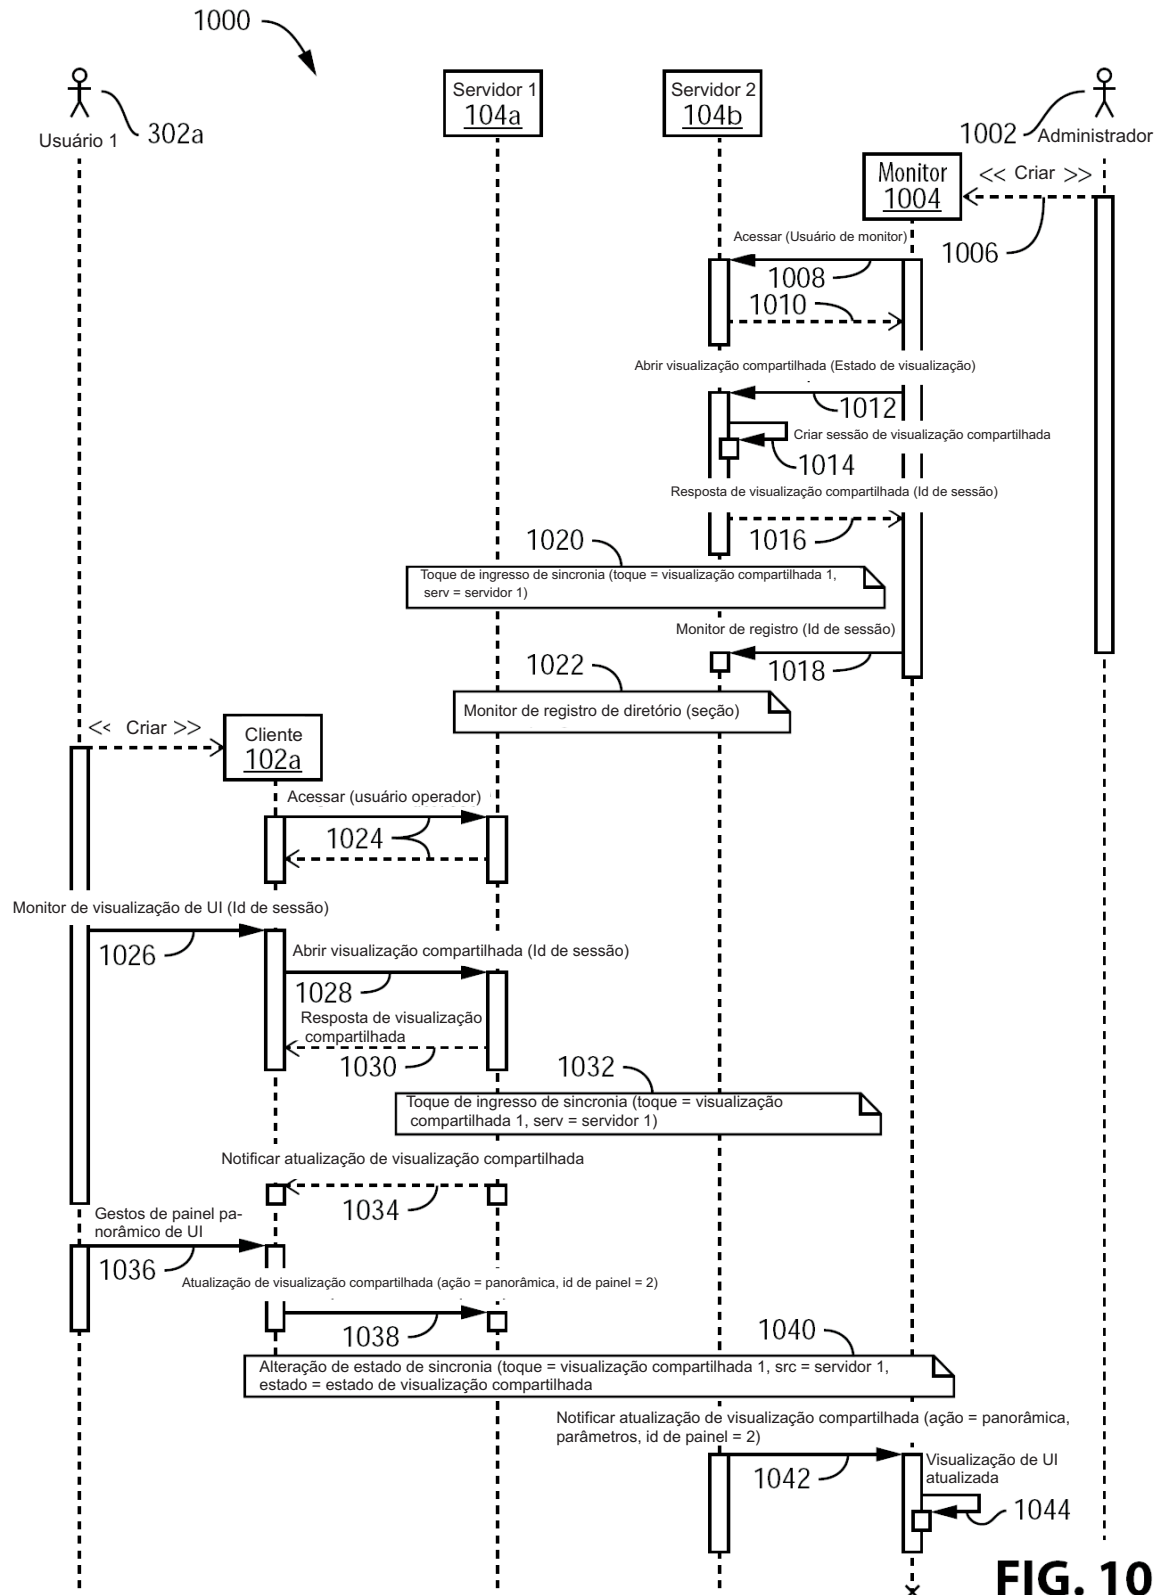 1000
Usuário 1
302a
Servidor 1
104a
Servidor 2
104b
1002
Administrador
Monitor
1004
<< Criar >>
1006
Acessar (Usuário de monitor)
1008
1010
Abrir visualização compartilhada (Estado de visualização)
1012
Criar sessão de visualização compartilhada
1014
Resposta de visualização compartilhada (Id de sessão)
1016
1020
Toque de ingresso de sincronia (toque = visualização compartilhada 1,
serv = servidor 1)
Monitor de registro (Id de sessão)
1018
1022
Monitor de registro de diretório (seção)
<< Criar >>
Cliente
102a
Acessar (usuário operador)
1024
Monitor de visualização de UI (Id de sessão)
1026
Abrir visualização compartilhada (Id de sessão)
1028
Resposta de visualização
compartilhada
1030
1032
Toque de ingresso de sincronia (toque = visualização
compartilhada 1, serv = servidor 1)
Notificar atualização de visualização compartilhada
1034
Gestos de painel pa-
norâmico de UI
1036
Atualização de visualização compartilhada (ação = panorâmica, id de painel = 2)
1038
1040
Alteração de estado de sincronia (toque = visualização compartilhada 1, src = servidor 1,
estado = estado de visualização compartilhada
Notificar atualização de visualização compartilhada (ação = panorâmica,
parâmetros, id de painel = 2)
1042
Visualização de UI
atualizada
1044
FIG. 10